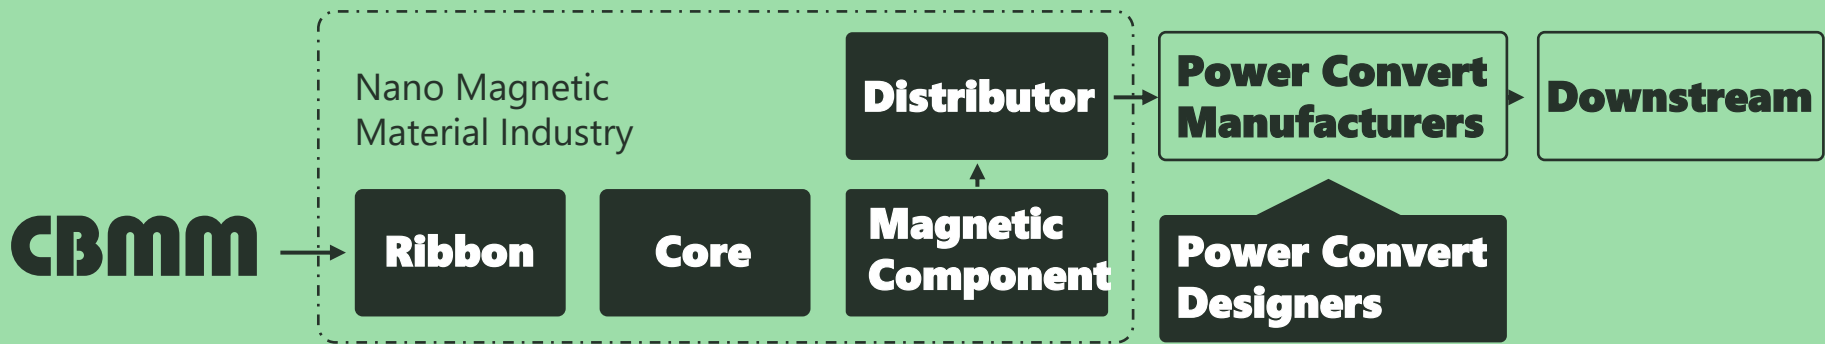 Nano Magnetic
Material Industry
CBMM
Ribbon
Core
Magnetic
Component
Distributor
Power Convert
Manufacturers
Downstream
Power Convert
Designers